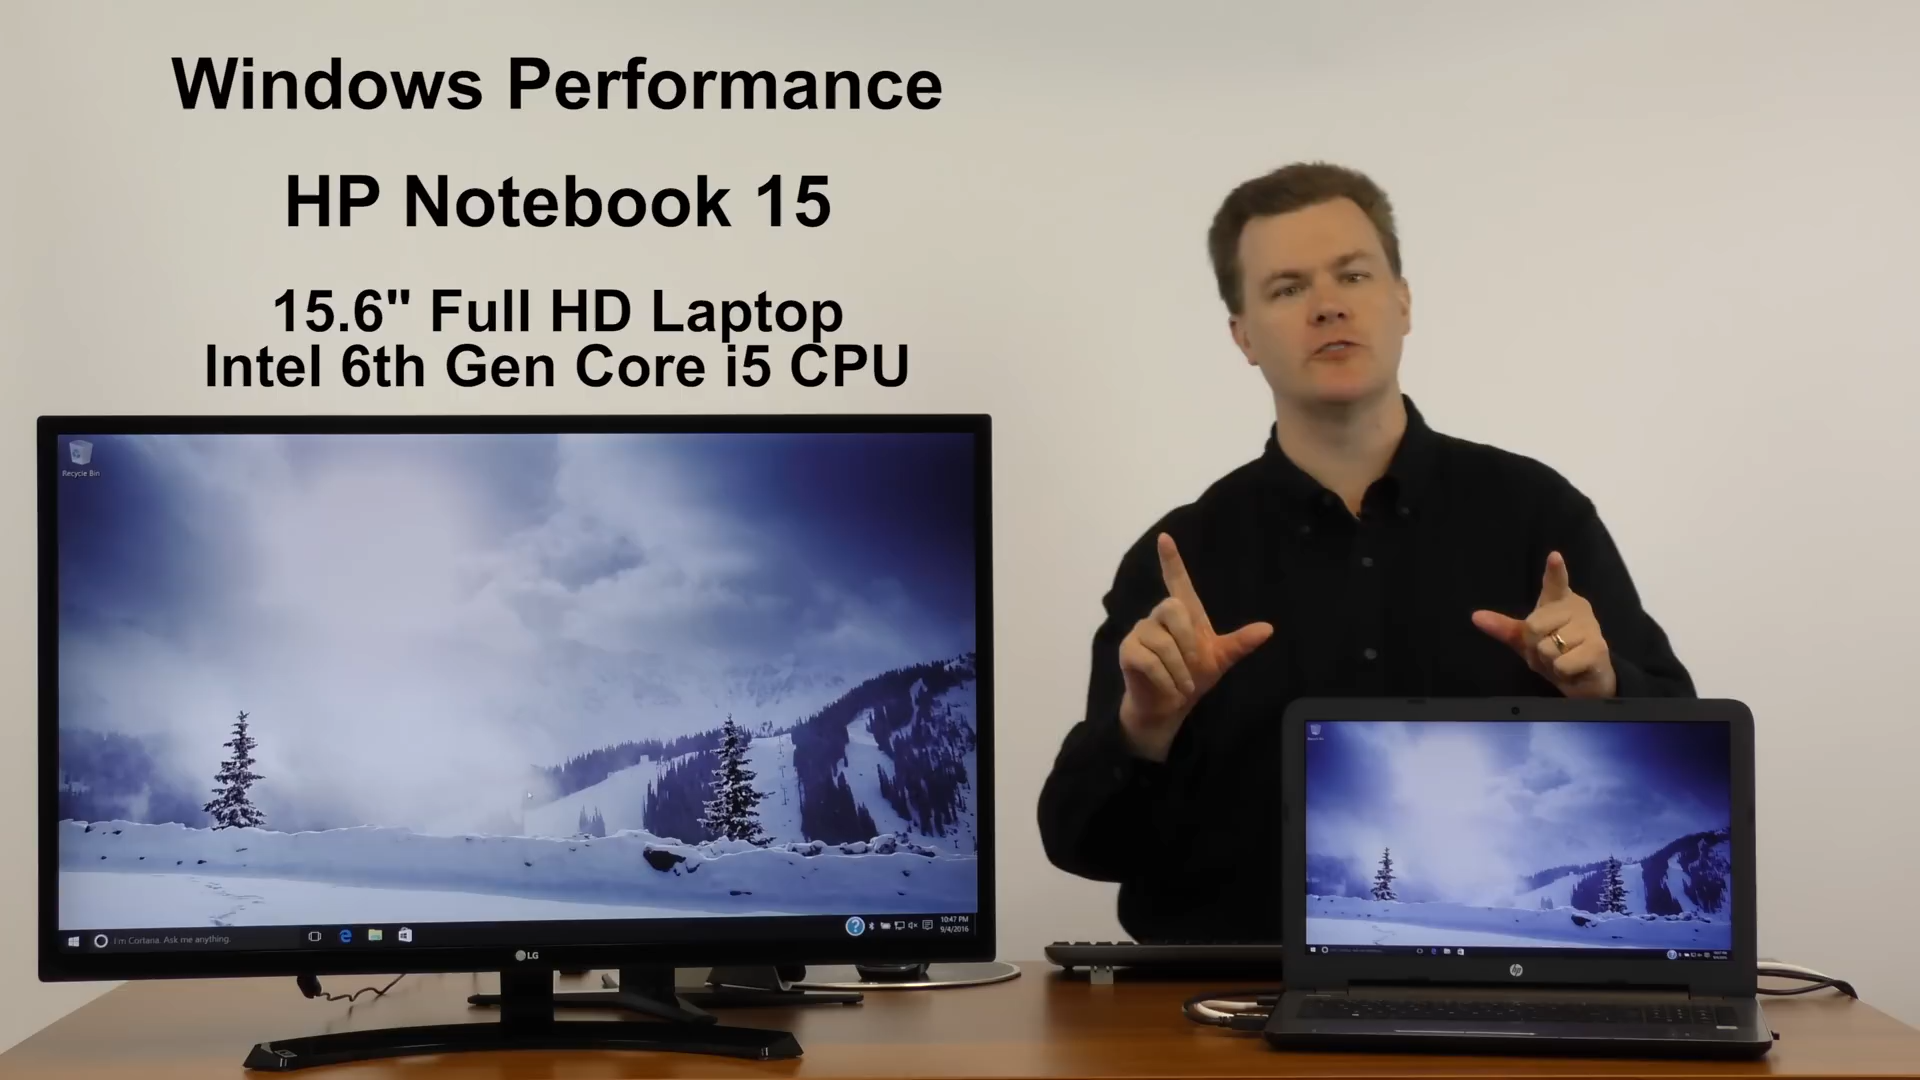 Windows Performance
HP Notebook 15
15.6" Full HD Laptop
Intel 6th Gen Core i5 CPU
Recycle Bin
I'm Cortana. Ask me anything.
10:47 PM
9/4/2016
LG
hp